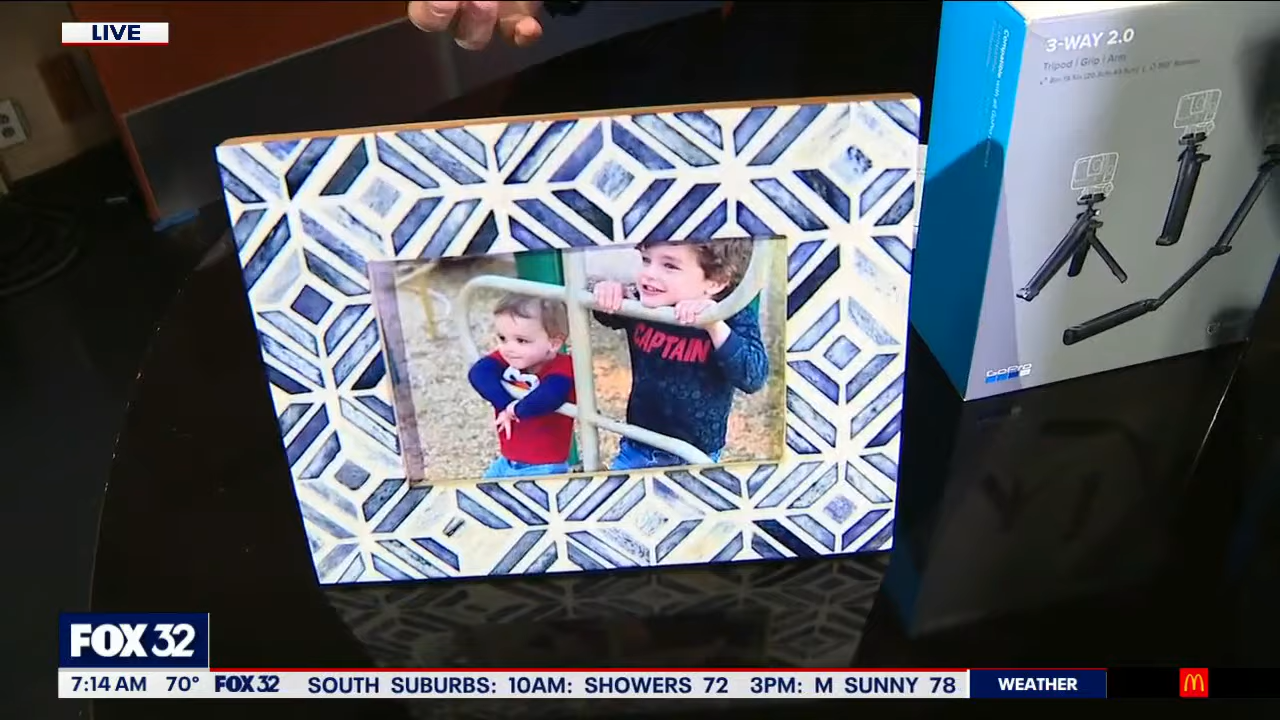 LIVE
3-WAY 2.0
Tripod / Grip / Arm
GoPro
CAPTAIN
FOX 32
7:14 AM 70° FOX 32 SOUTH SUBURBS: 10AM: SHOWERS 72 3PM: M SUNNY 78 WEATHER